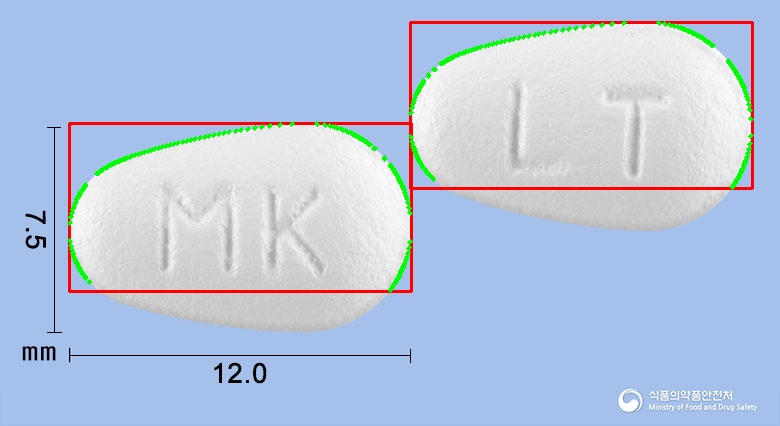 LT
MK
7.5
mm
12.0
식품의약품안전처
Ministry of Food and Drug Safety